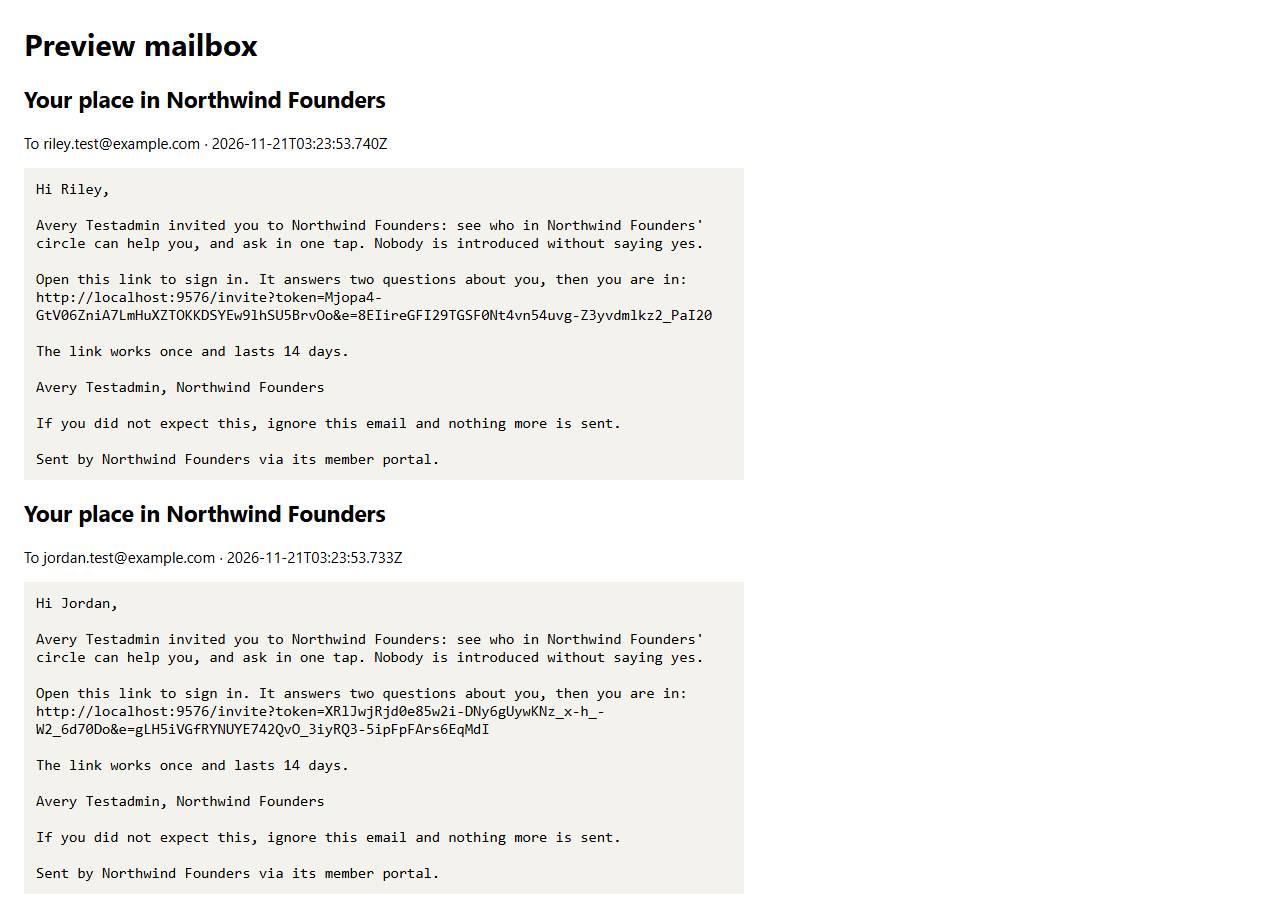 Preview mailbox
Your place in Northwind Founders
To riley.test@example.com · 2026-11-21T03:23:53.740Z
Hi Riley,
Avery Testadmin invited you to Northwind Founders: see who in Northwind Founders'
circle can help you, and ask in one tap. Nobody is introduced without saying yes.
Open this link to sign in. It answers two questions about you, then you are in:
http://localhost:9576/invite?token=Mjopa4-
GtV06ZniA7LmHuXZTOKKDSYEw9lhSU5BrvOo&e=8EIireGFI29TGSF0Nt4vn54uvg-Z3yvdmlkz2_PaI20
The link works once and lasts 14 days.
Avery Testadmin, Northwind Founders
If you did not expect this, ignore this email and nothing more is sent.
Sent by Northwind Founders via its member portal.
Your place in Northwind Founders
To jordan.test@example.com · 2026-11-21T03:23:53.733Z
Hi Jordan,
Avery Testadmin invited you to Northwind Founders: see who in Northwind Founders'
circle can help you, and ask in one tap. Nobody is introduced without saying yes.
Open this link to sign in. It answers two questions about you, then you are in:
http://localhost:9576/invite?token=XRlJwjRjd0e85w2i-DNy6gUywKNz_x-h_-
W2_6d70Do&e=gLH5iVGfRYNUYE742QvO_3iyRQ3-5ipFpFArs6EqMdI
The link works once and lasts 14 days.
Avery Testadmin, Northwind Founders
If you did not expect this, ignore this email and nothing more is sent.
Sent by Northwind Founders via its member portal.